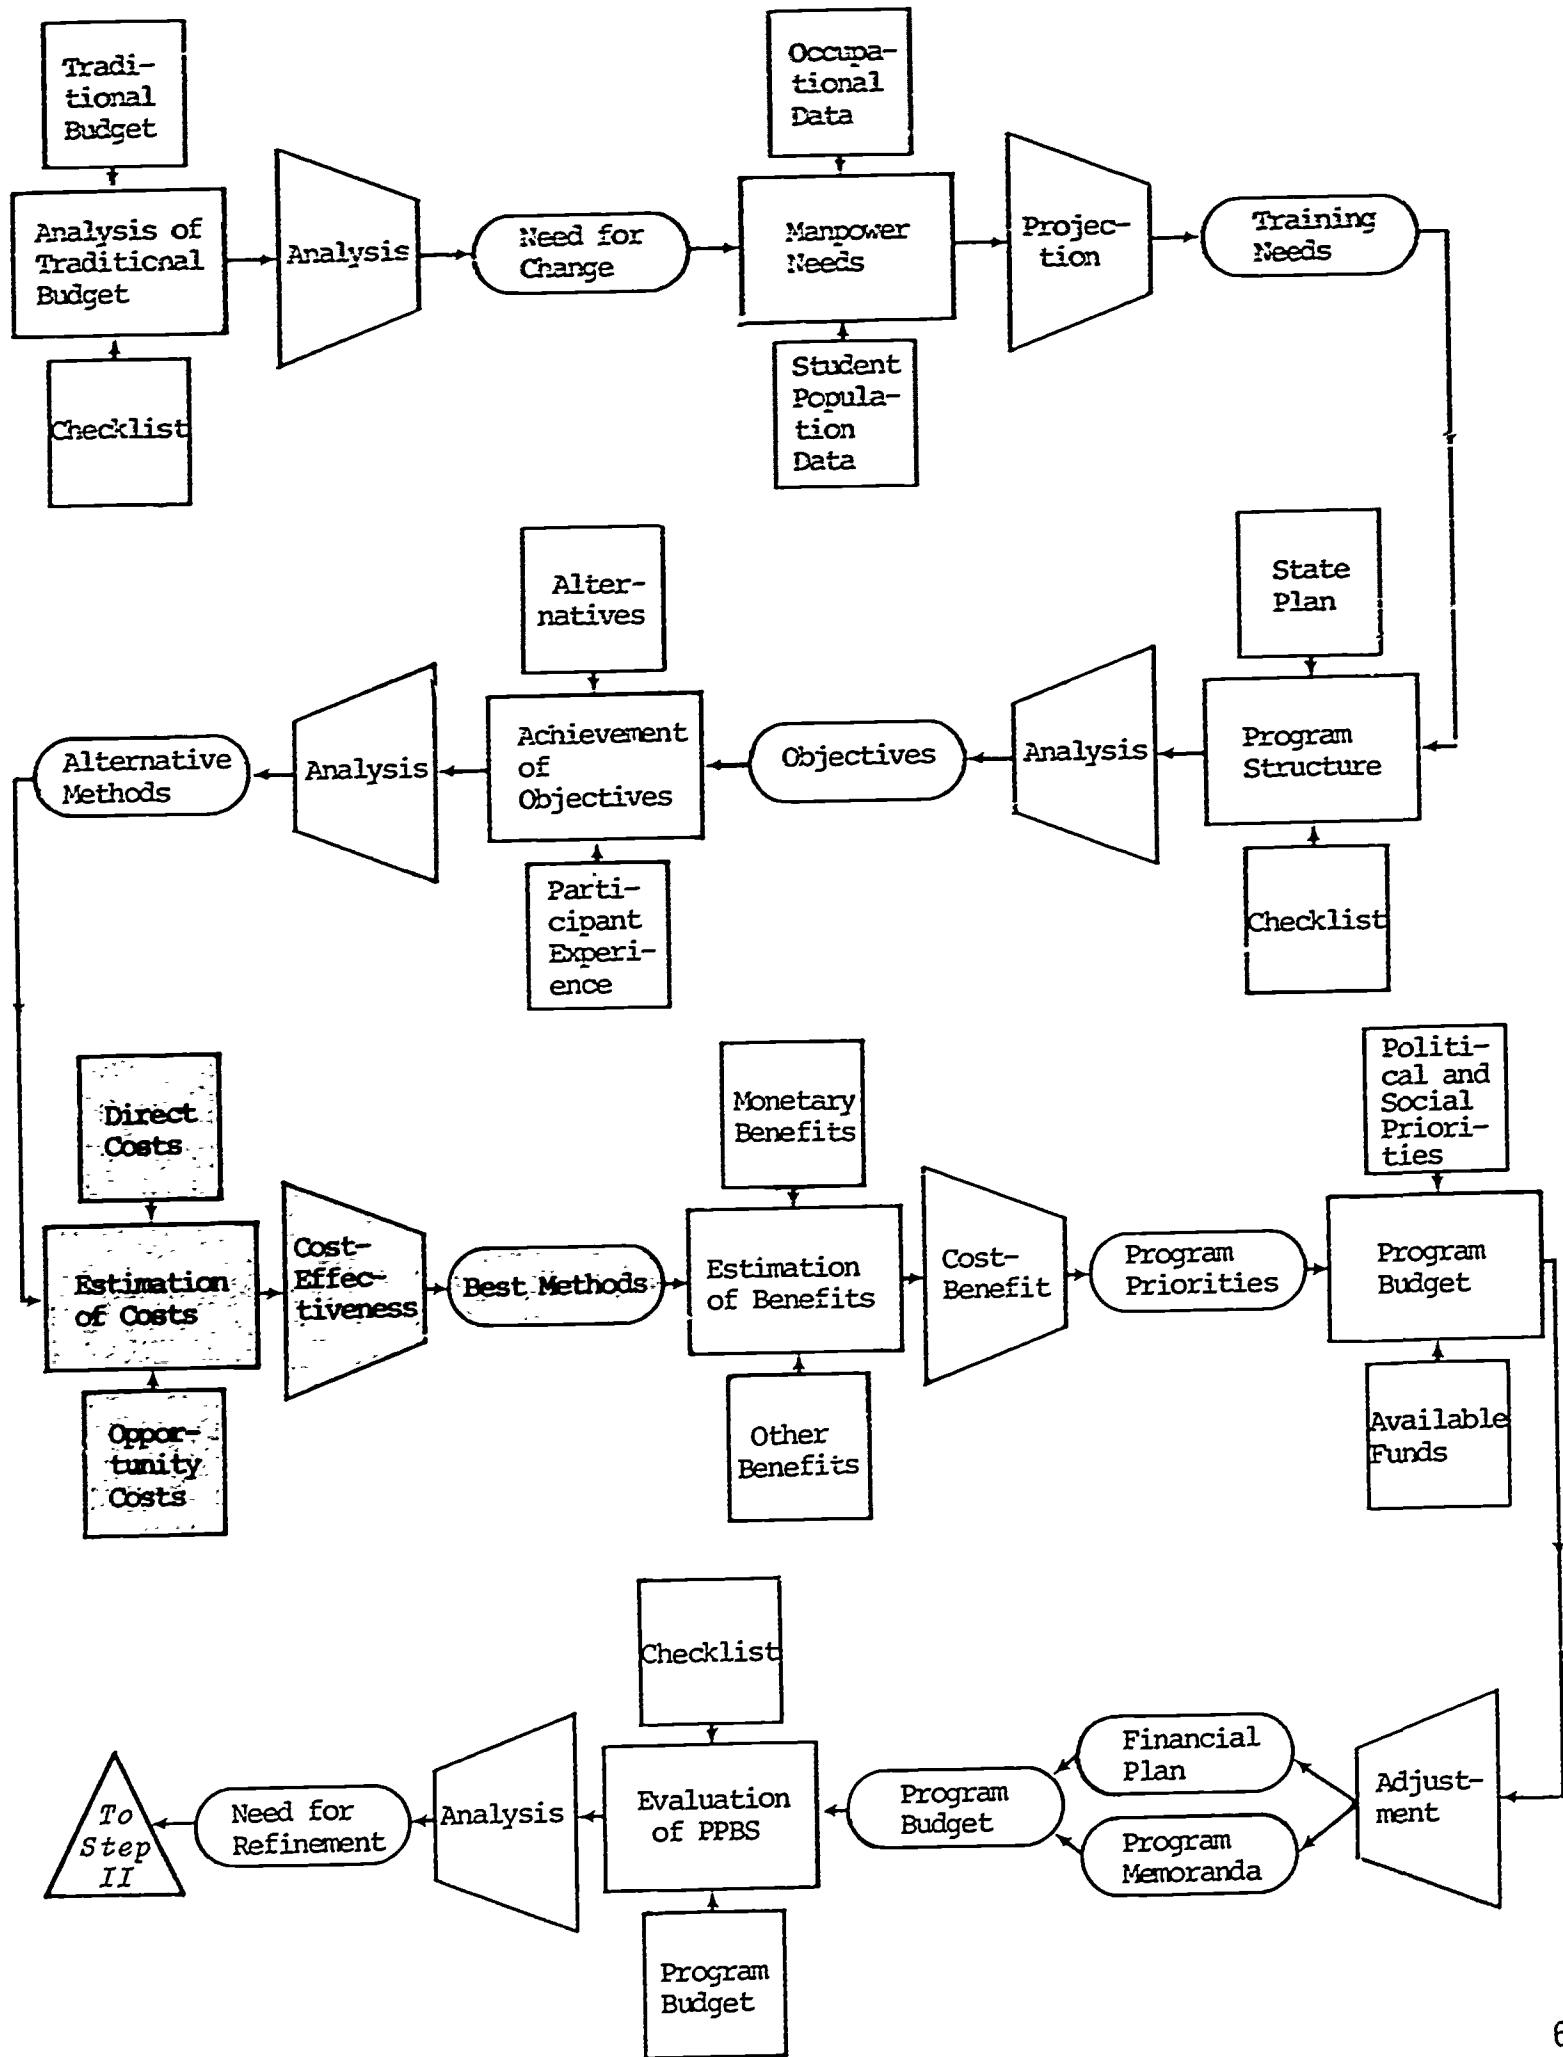 Tradi-
tional
Budget
Analysis of
Traditional
Budget
Checklist
Analysis
Need for
Change
Occupa-
tional
Data
Manpower
Needs
Student
Popula-
tion
Data
Projec-
tion
Training
Needs
State
Plan
Program
Structure
Checklist
Analysis
Objectives
Alter-
natives
Achievement
of
Objectives
Parti-
cipant
Experi-
ence
Analysis
Alternative
Methods
Direct
Costs
Estimation
of Costs
Oppor-
tunity
Costs
Cost-
Effec-
tiveness
Best Methods
Monetary
Benefits
Estimation
of Benefits
Other
Benefits
Cost-
Benefit
Program
Priorities
Politi-
cal and
Social
Priori-
ties
Program
Budget
Available
Funds
Adjust-
ment
Financial
Plan
Program
Memoranda
Program
Budget
Checklist
Evaluation
of PPBS
Program
Budget
Analysis
Need for
Refinement
To
Step
II
6